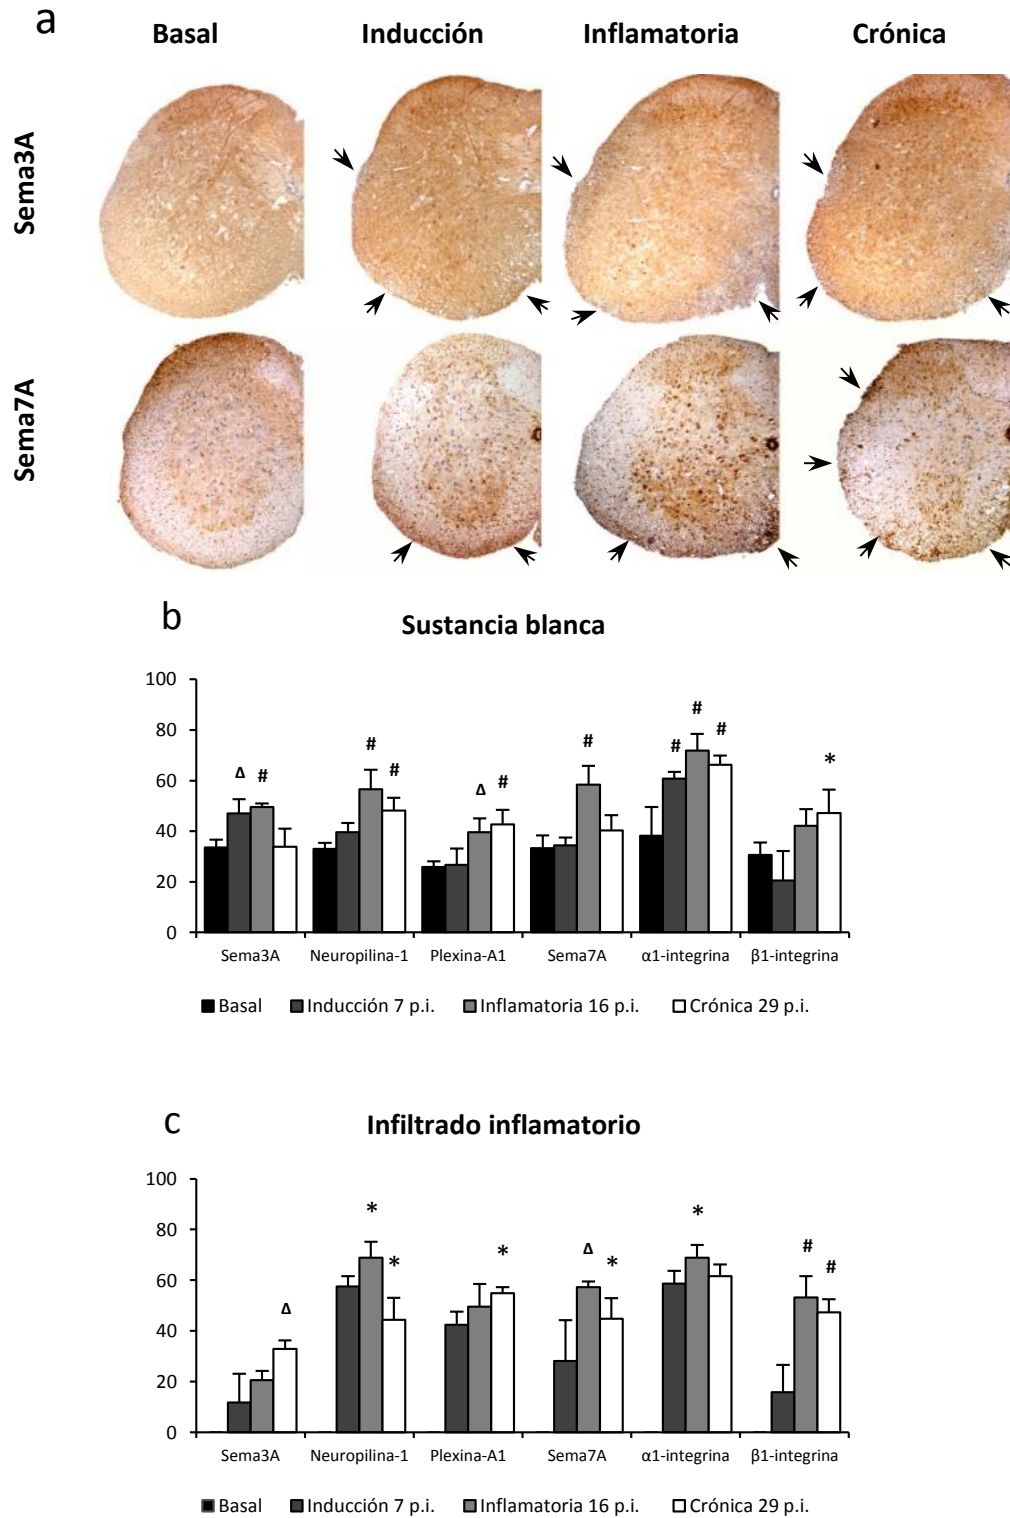 a
Basal Inducción Inflamatoria Crónica
Sema3A
Sema7A
b
Sustancia blanca
100
80
60
40
20
0
Δ # # # Δ # # # # # *
Sema3A Neuropilina-1 Plexina-A1 Sema7A α1-integrina β1-integrina
Basal Inducción 7 p.i. Inflamatoria 16 p.i. Crónica 29 p.i.
c
Infiltrado inflamatorio
100
80
60
40
20
0
Δ * * * Δ * * # #
Sema3A Neuropilina-1 Plexina-A1 Sema7A α1-integrina β1-integrina
Basal Inducción 7 p.i. Inflamatoria 16 p.i. Crónica 29 p.i.